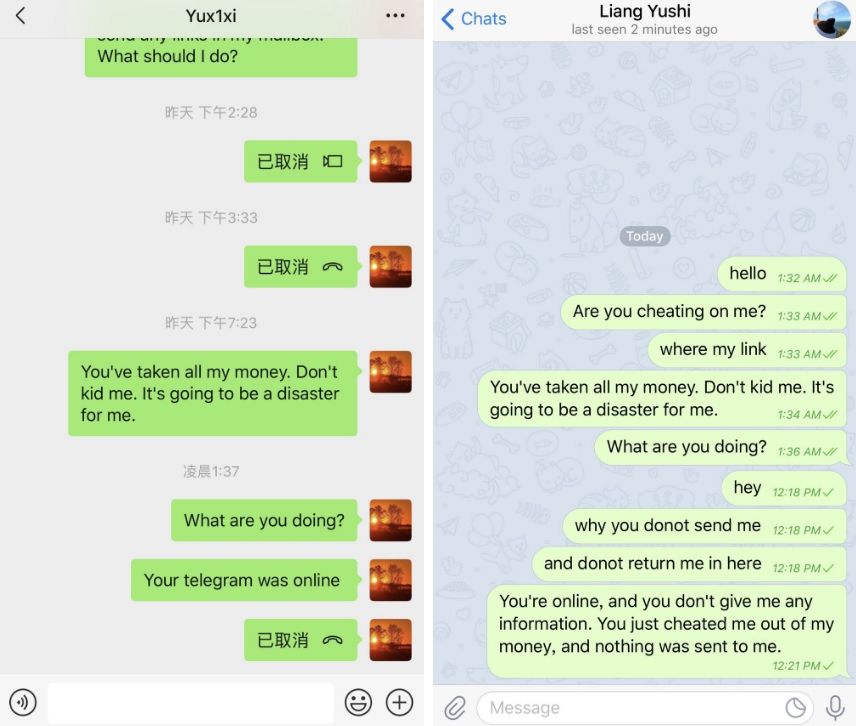 Yux1xi
send any links in my mailbox.
What should I do?
昨天 下午2:28
已取消
昨天 下午3:33
已取消
昨天 下午7:23
You've taken all my money. Don't
kid me. It's going to be a disaster
for me.
凌晨1:37
What are you doing?
Your telegram was online
已取消
Chats
Liang Yushi
last seen 2 minutes ago
Today
hello 1:32 AM
Are you cheating on me? 1:33 AM
where my link 1:33 AM
You've taken all my money. Don't kid me. It's
going to be a disaster for me. 1:34 AM
What are you doing? 1:36 AM
hey 12:18 PM
why you donot send me 12:18 PM
and donot return me in here 12:18 PM
You're online, and you don't give me any
information. You just cheated me out of my
money, and nothing was sent to me.
12:21 PM
Message